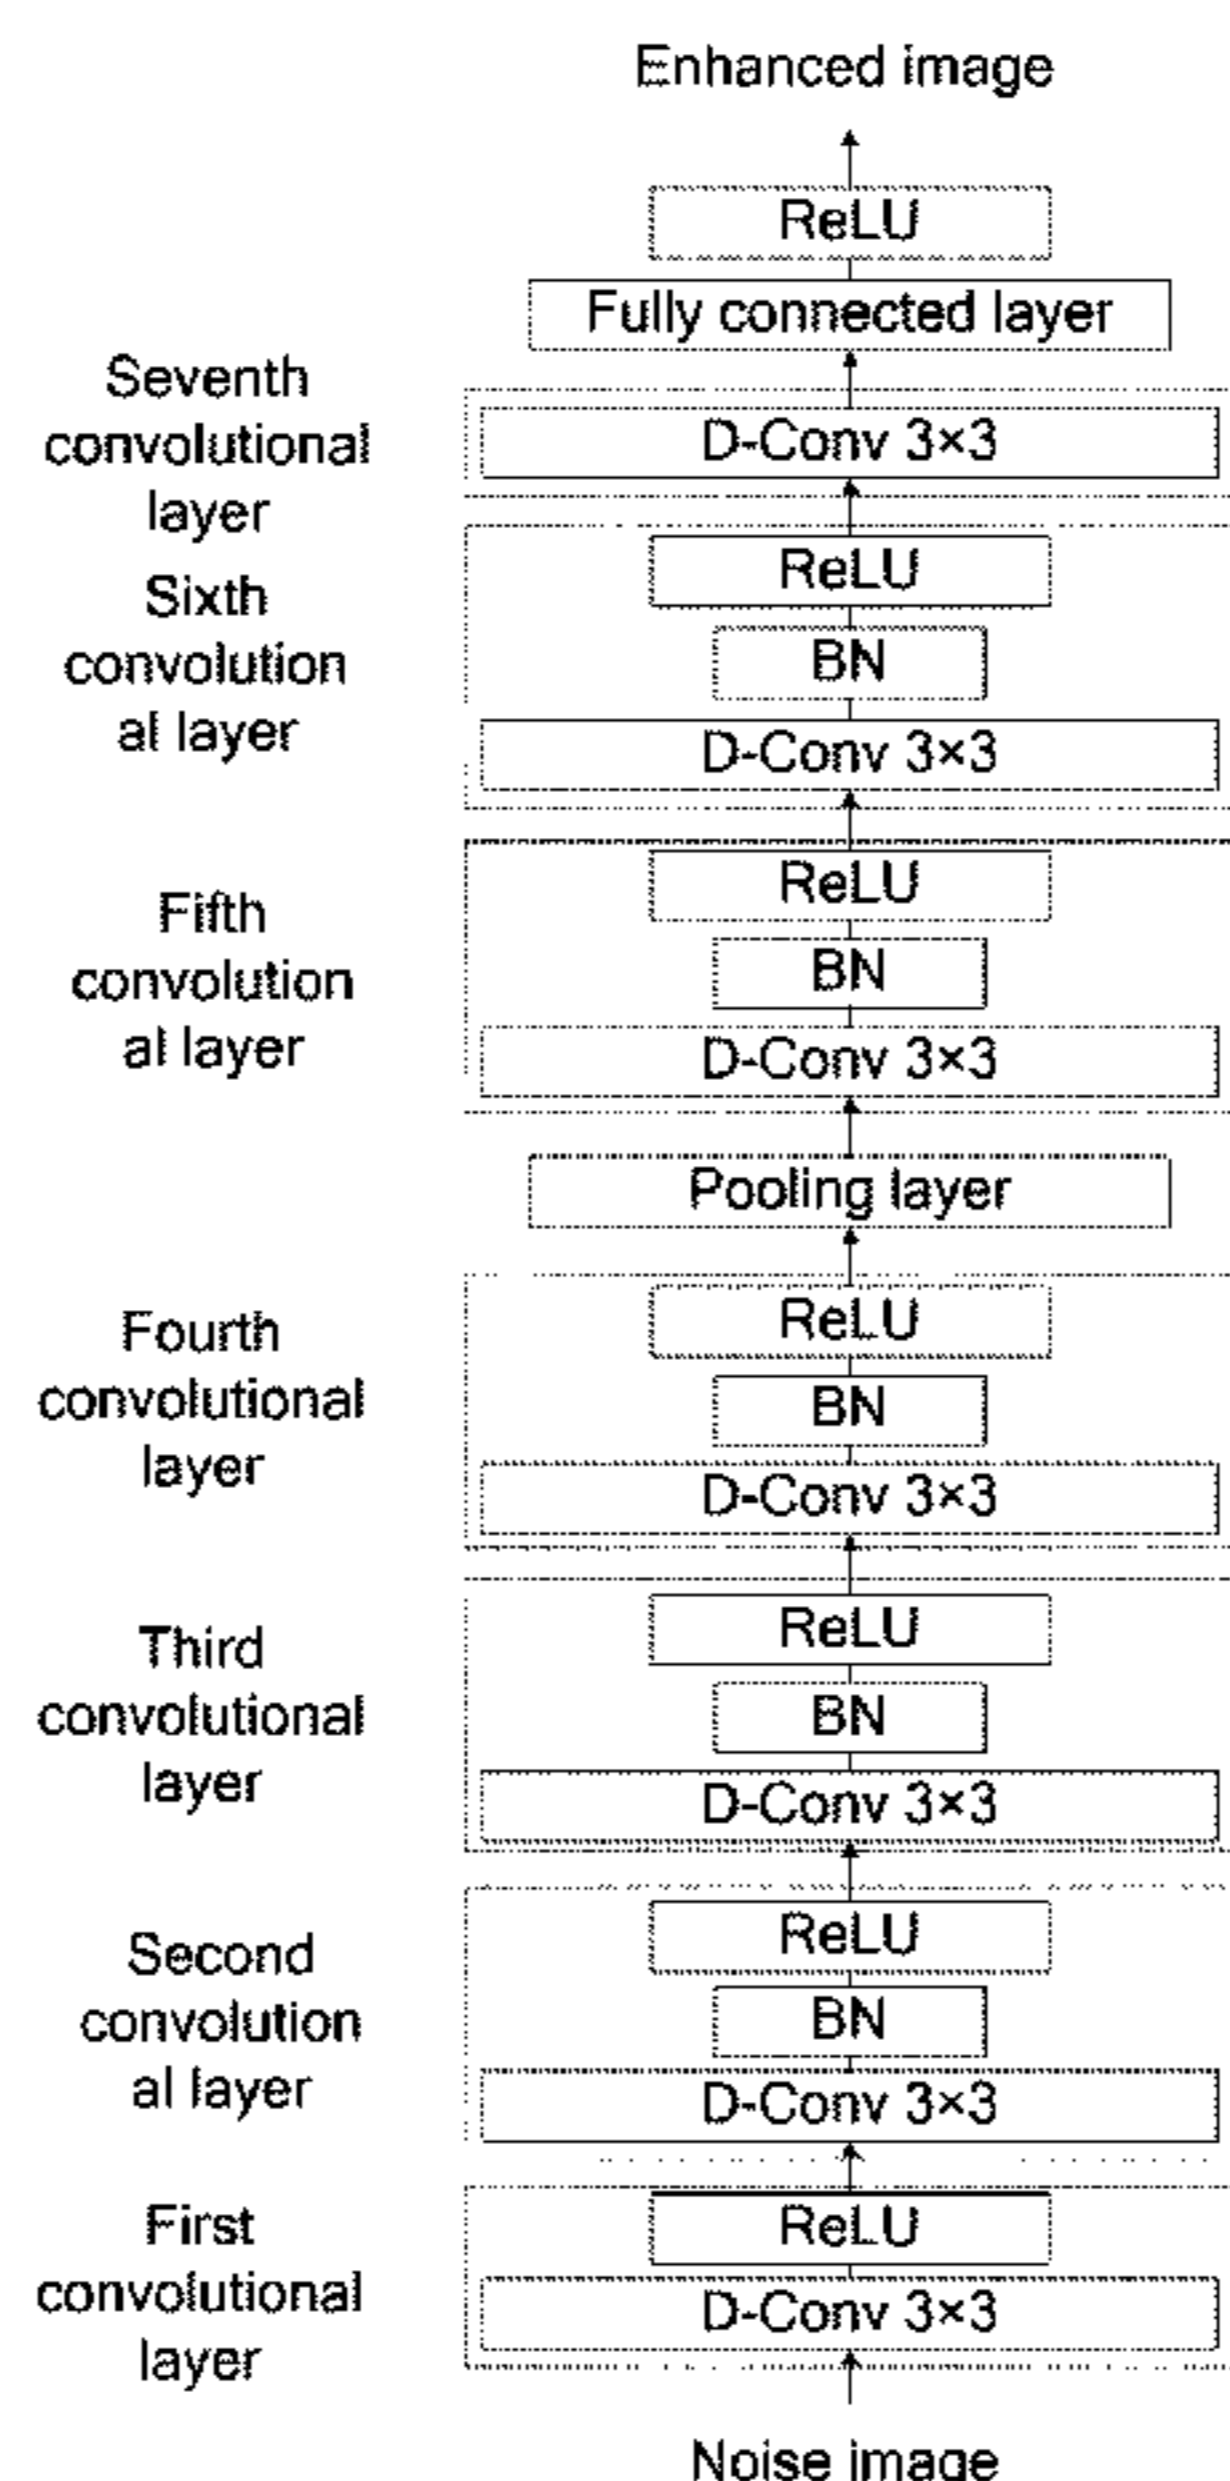 Enhanced image
ReLU
Fully connected layer
Seventh
convolutional
layer
D-Conv 3×3
Sixth
convolution
al layer
ReLU
BN
D-Conv 3×3
Fifth
convolution
al layer
ReLU
BN
D-Conv 3×3
Pooling layer
Fourth
convolutional
layer
ReLU
BN
D-Conv 3×3
Third
convolutional
layer
ReLU
BN
D-Conv 3×3
Second
convolution
al layer
ReLU
BN
D-Conv 3×3
First
convolutional
layer
ReLU
D-Conv 3×3
Noise image